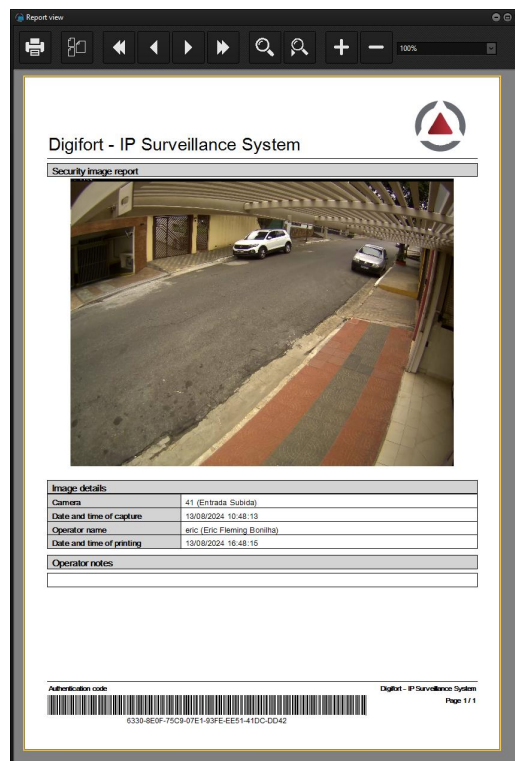 Report view
100%
Digifort - IP Surveillance System
Security image report
Image details
Camera 41 (Entrada Subida)
Date and time of capture 13/08/2024 10:48:13
Operator name eric (Eric Fleming Bonilha)
Date and time of printing 13/08/2024 16:48:15
Operator notes
Authentication code Digifort - IP Surveillance System
Page 1 / 1
6330-8E0F-75C9-07E1-93FE-EE51-41DC-DD42